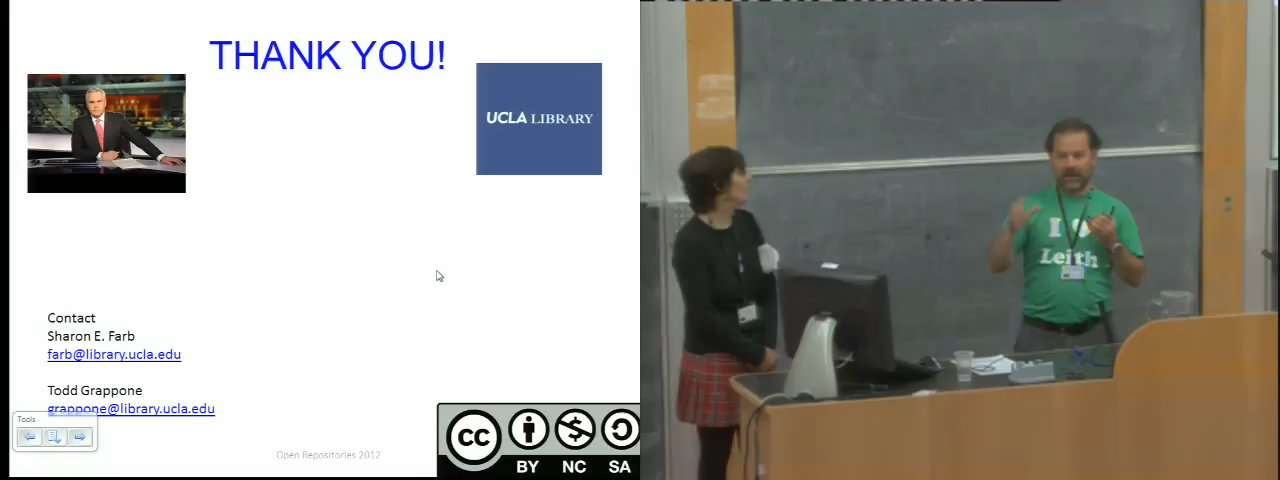 THANK YOU!
UCLA LIBRARY
Contact
Sharon E. Farb
farb@library.ucla.edu
Todd Grappone
grappone@library.ucla.edu
Tools
Open Repositories 2012
cc
BY NC SA
I
Leith